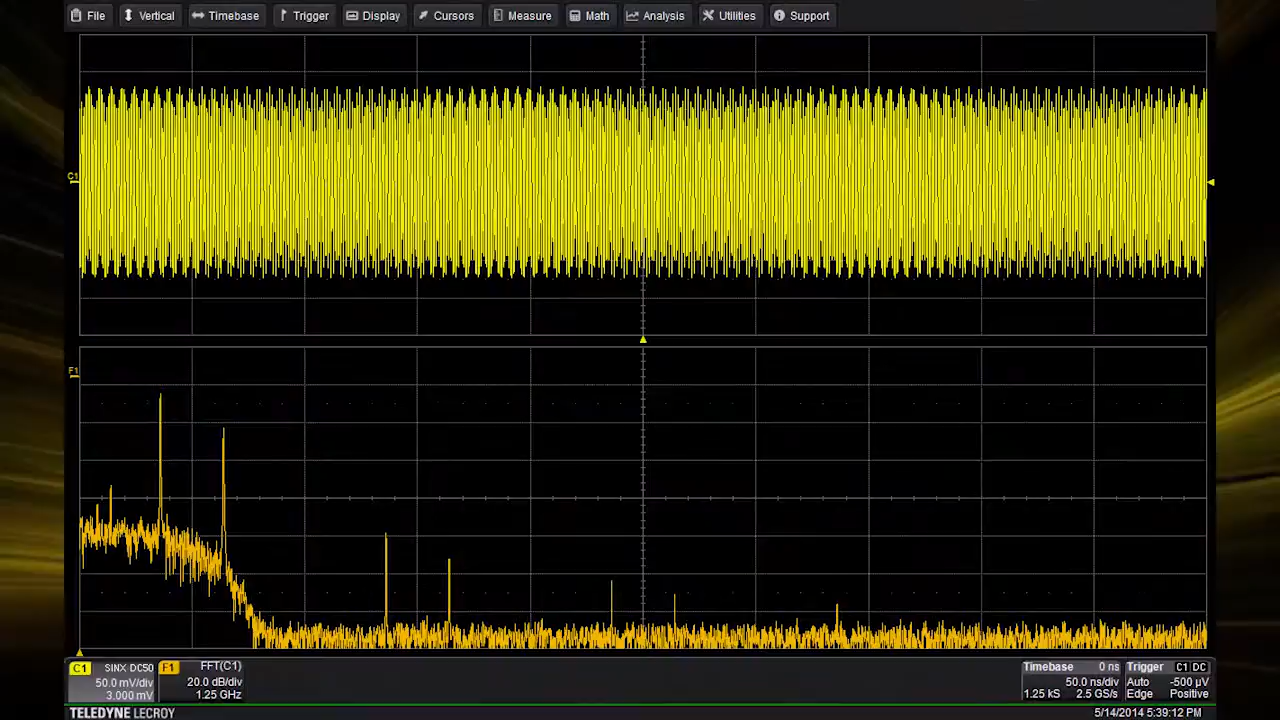 File Vertical Timebase Trigger Display Cursors Measure Math Analysis Utilities Support
C1
F1
C1 SINX DC50
50.0 mV/div
3.000 mV
F1 FFT(C1)
20.0 dB/div
1.25 GHz
Timebase 0 ns
50.0 ns/div
1.25 kS 2.5 GS/s
Trigger C1 DC
Auto -500 µV
Edge Positive
TELEDYNE LECROY
5/14/2014 5:39:12 PM